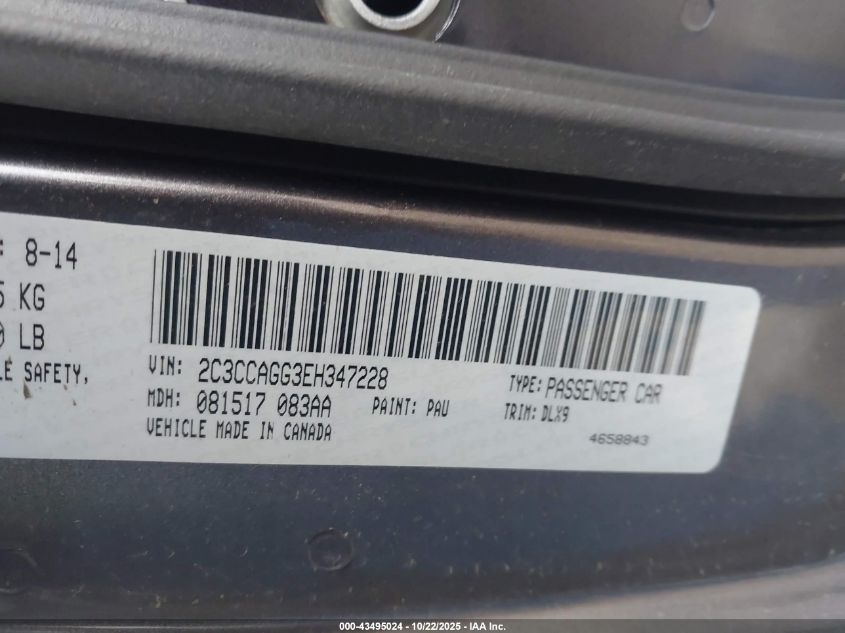 : 8-14
5 KG
0 LB
LE SAFETY,
VIN: 2C3CCAGG3EH347228
TYPE: PASSENGER CAR
MDH: 081517 083AA
PAINT: PAU
TRIM: DLX9
VEHICLE MADE IN CANADA
4658843
000-43495024 - 10/22/2025 - IAA Inc.